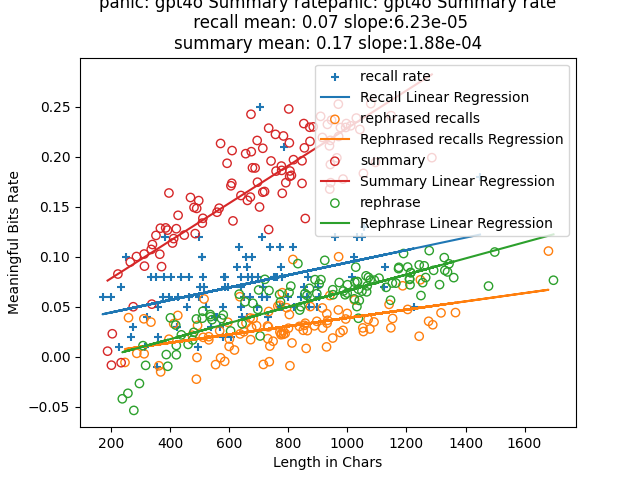 panic: gpt4o Summary ratepanic: gpt4o Summary rate
recall mean: 0.07 slope:6.23e-05
summary mean: 0.17 slope:1.88e-04
recall rate
Recall Linear Regression
rephrased recalls
Rephrased recalls Regression
summary
Summary Linear Regression
rephrase
Rephrase Linear Regression
Meaningful Bits Rate
0.25
0.20
0.15
0.10
0.05
0.00
−0.05
200 400 600 800 1000 1200 1400 1600
Length in Chars